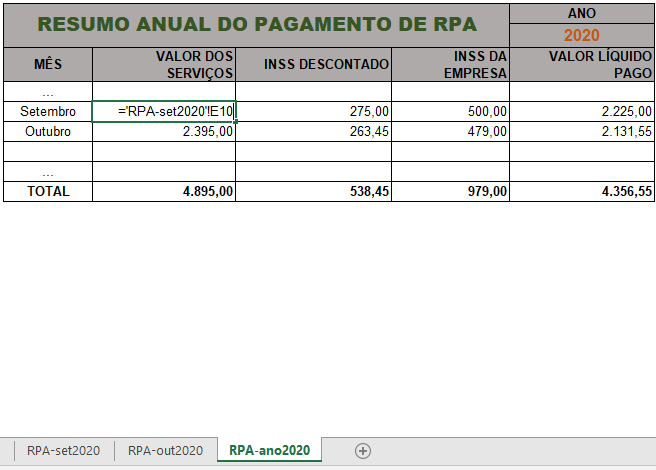 RESUMO ANUAL DO PAGAMENTO DE RPA
ANO
2020
MÊS
VALOR DOS
SERVIÇOS
INSS DESCONTADO
INSS DA
EMPRESA
VALOR LÍQUIDO
PAGO
...
Setembro ='RPA-set2020'!E10 275,00 500,00 2.225,00
Outubro 2.395,00 263,45 479,00 2.131,55
...
TOTAL 4.895,00 538,45 979,00 4.356,55
RPA-set2020 RPA-out2020 RPA-ano2020